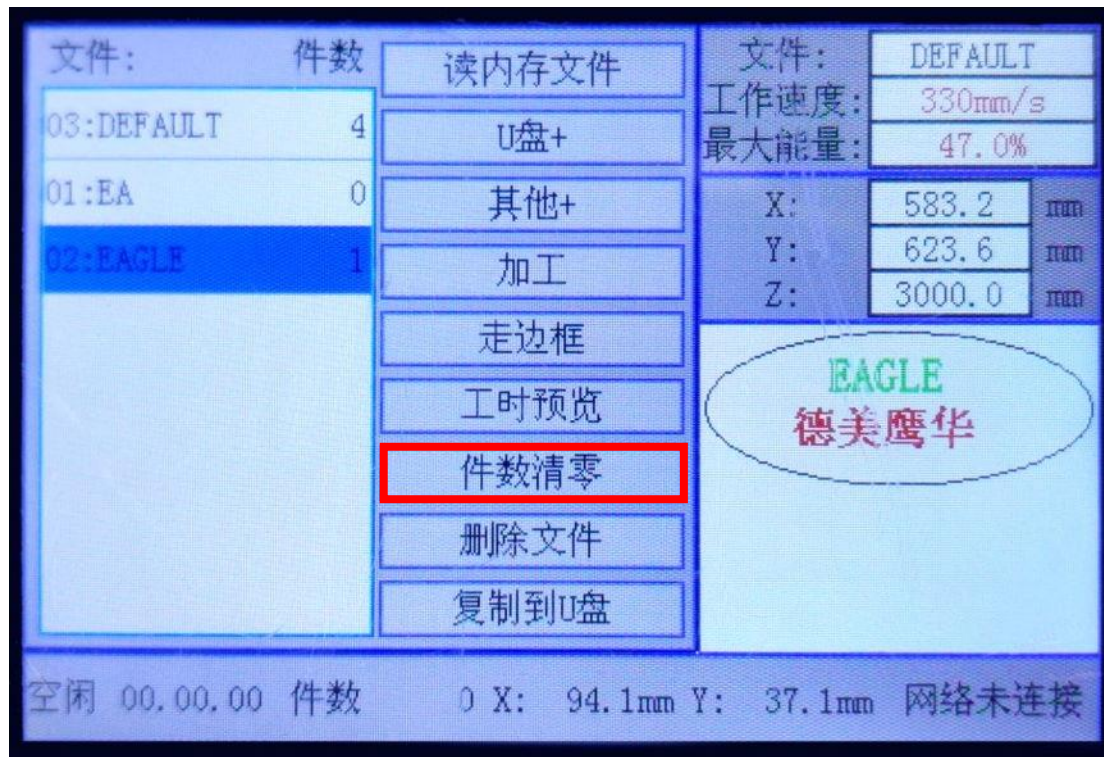 文件: 件数
03:DEFAULT 4
01:EA 0
02:EAGLE 1
读内存文件
U盘+
其他+
加工
走边框
工时预览
件数清零
删除文件
复制到U盘
文件: DEFAULT
工作速度: 330mm/s
最大能量: 47.0%
X: 583.2 mm
Y: 623.6 mm
Z: 3000.0 mm
EAGLE
德美鹰华
空闲 00.00.00 件数 0 X: 94.1mm Y: 37.1mm 网络未连接